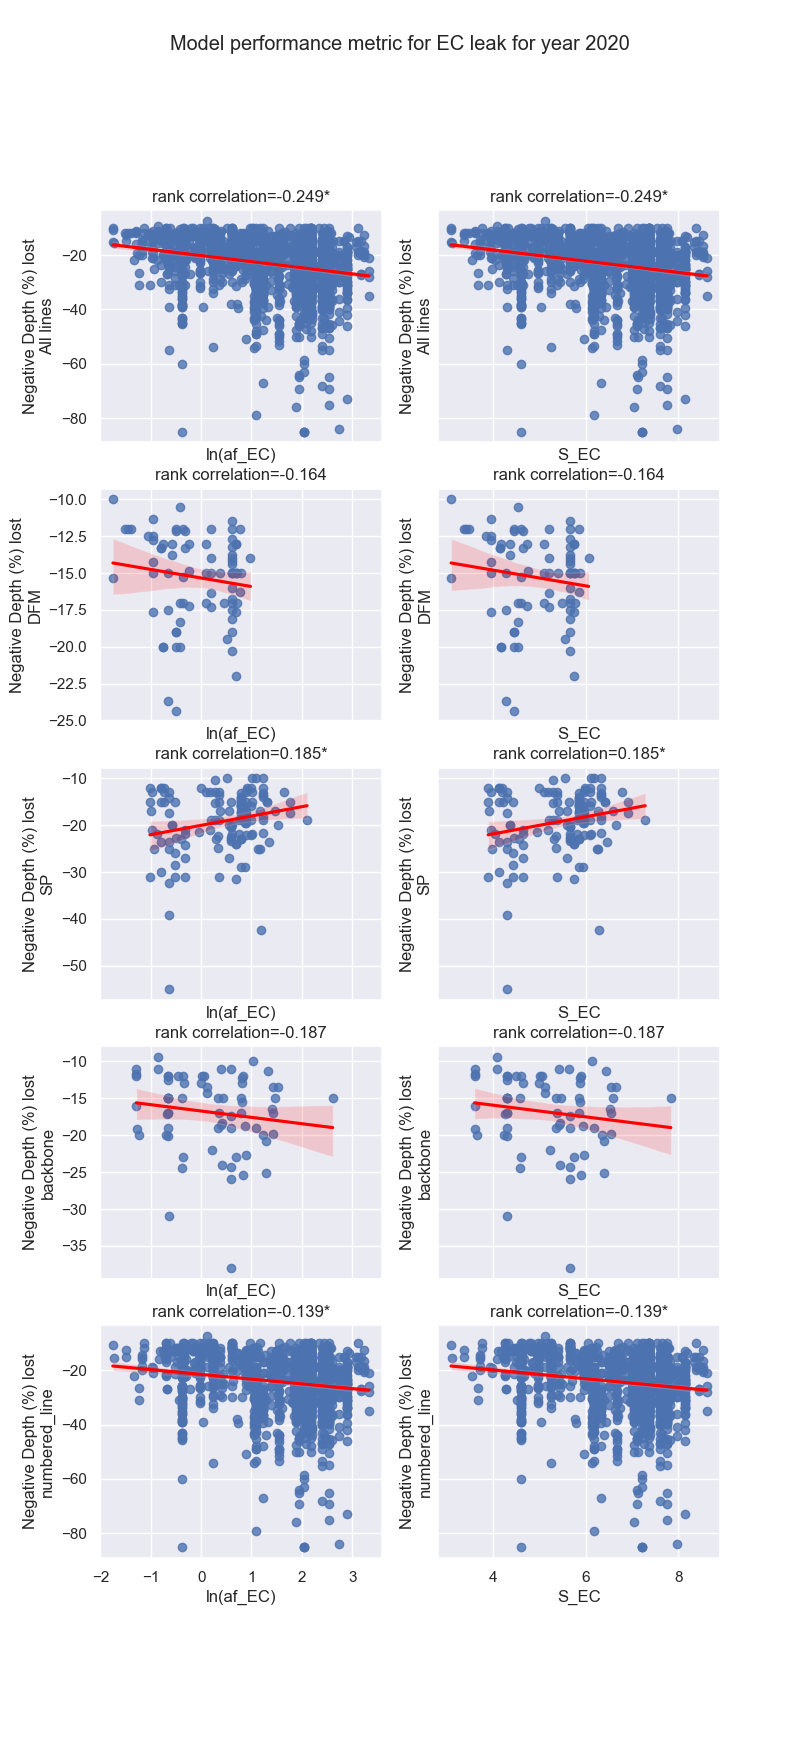 Model performance metric for EC leak for year 2020
rank correlation=-0.249*
rank correlation=-0.249*
Negative Depth (%) lost
All lines
−20
−40
−60
−80
ln(af_EC)
Negative Depth (%) lost
All lines
S_EC
rank correlation=-0.164
rank correlation=-0.164
Negative Depth (%) lost
DFM
−10.0
−12.5
−15.0
−17.5
−20.0
−22.5
−25.0
ln(af_EC)
Negative Depth (%) lost
DFM
S_EC
rank correlation=0.185*
rank correlation=0.185*
Negative Depth (%) lost
SP
−10
−20
−30
−40
−50
ln(af_EC)
Negative Depth (%) lost
SP
S_EC
rank correlation=-0.187
rank correlation=-0.187
Negative Depth (%) lost
backbone
−10
−15
−20
−25
−30
−35
ln(af_EC)
Negative Depth (%) lost
backbone
S_EC
rank correlation=-0.139*
rank correlation=-0.139*
Negative Depth (%) lost
numbered_line
−20
−40
−60
−80
−2 −1 0 1 2 3
ln(af_EC)
Negative Depth (%) lost
numbered_line
4 6 8
S_EC